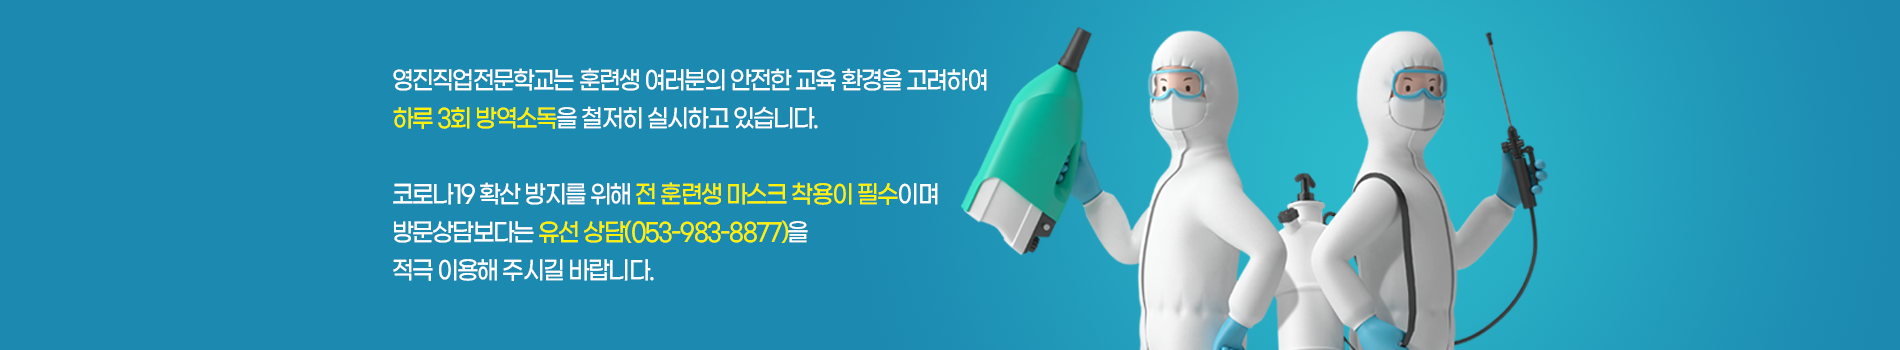 영진직업전문학교는 훈련생 여러분의 안전한 교육 환경을 고려하여
하루 3회 방역소독을 철저히 실시하고 있습니다.
코로나19 확산 방지를 위해 전 훈련생 마스크 착용이 필수이며
방문상담보다는 유선 상담(053-983-8877)을
적극 이용해 주시길 바랍니다.